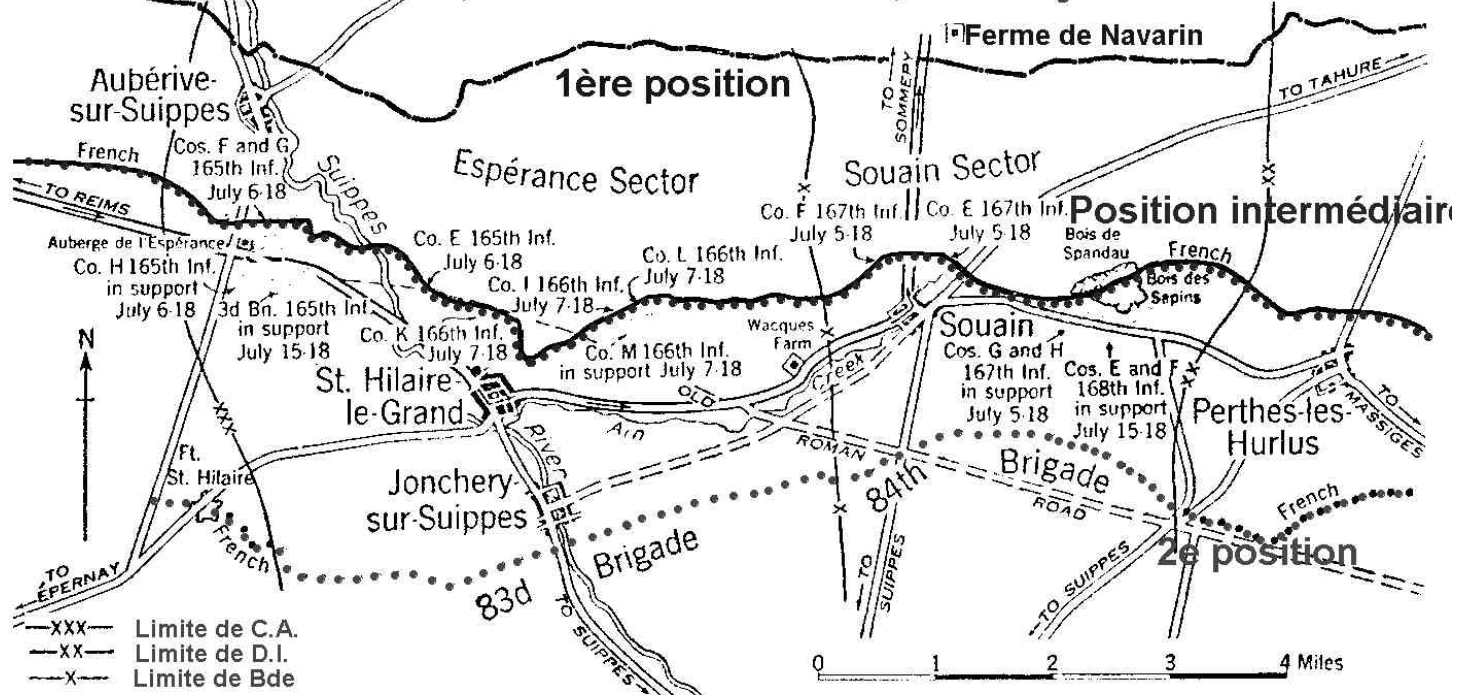 Ferme de Navarin
1ère position
Aubérive-
sur-Suippes
TO
SOMMEPY
TO TAHURE
French
Cos. F and G
165th Inf.
July 6-18
Suippes
Espérance Sector
Souain Sector
X
XX
TO REIMS
Co. F 167th Inf.
July 5-18
Co. E 167th Inf.
July 5-18
Position intermédiaire
Auberge de l'Espérance
Co. H 165th Inf.
in support
July 6-18
Co. E 165th Inf.
July 6-18
Co. L 166th Inf.
July 7-18
Co. I 166th Inf.
July 7-18
Bois de
Spandau
French
Bois des
Sapins
3d Bn. 165th Inf.
in support
July 15-18
Co. K 166th Inf.
July 7-18
Co. M 166th Inf.
in support July 7-18
Wacques
Farm
X
Souain
Cos. G and H
167th Inf.
in support
July 5-18
Cos. E and F
168th Inf.
in support
July 15-18
N
St. Hilaire-
le-Grand
XXX
Creek
Ain
OLD
ROMAN
ROAD
XX
Perthes-les-
Hurlus
TO
MASSIGES
River
Ft.
St. Hilaire
French
Jonchery-
sur-Suippes
83d
Brigade
84th
Brigade
X
French
2e position
TO
EPERNAY
TO SUIPPES
TO
SUIPPES
TO SUIPPES
XXX Limite de C.A.
XX Limite de D.I.
X Limite de Bde
0 1 2 3 4 Miles